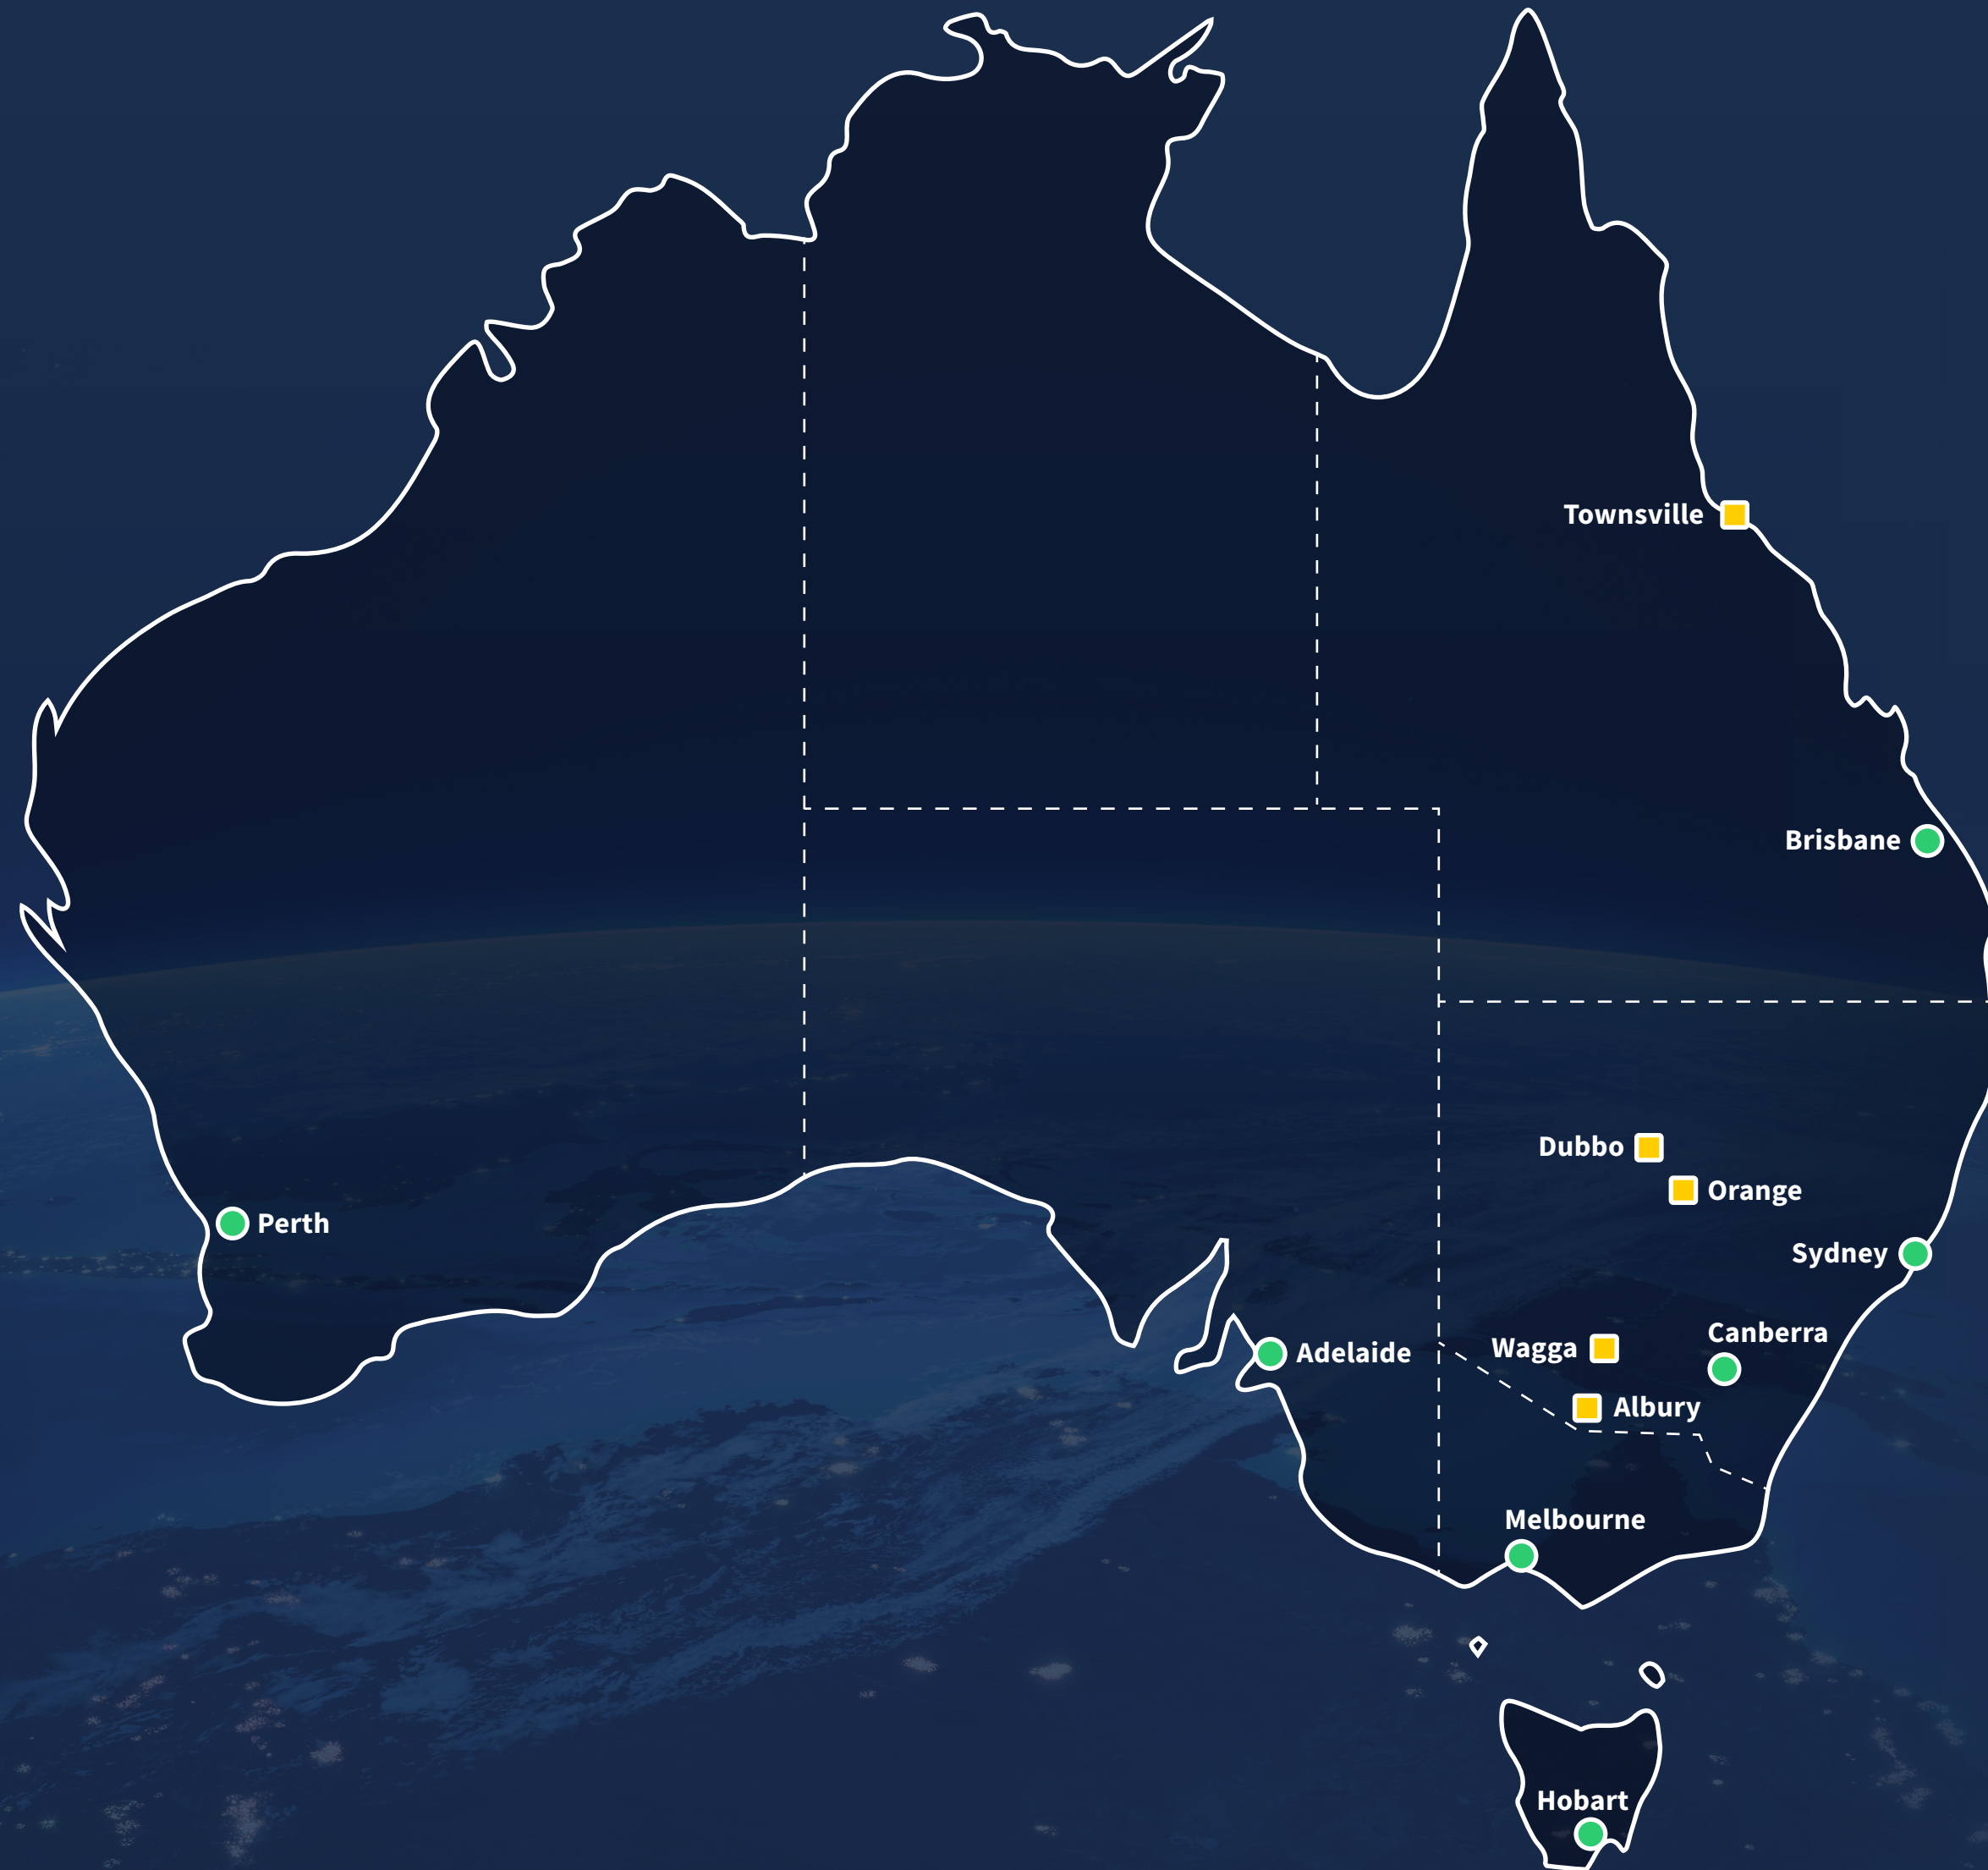 Townsville
Brisbane
Dubbo
Orange
Perth
Sydney
Canberra
Wagga
Adelaide
Albury
Melbourne
Hobart